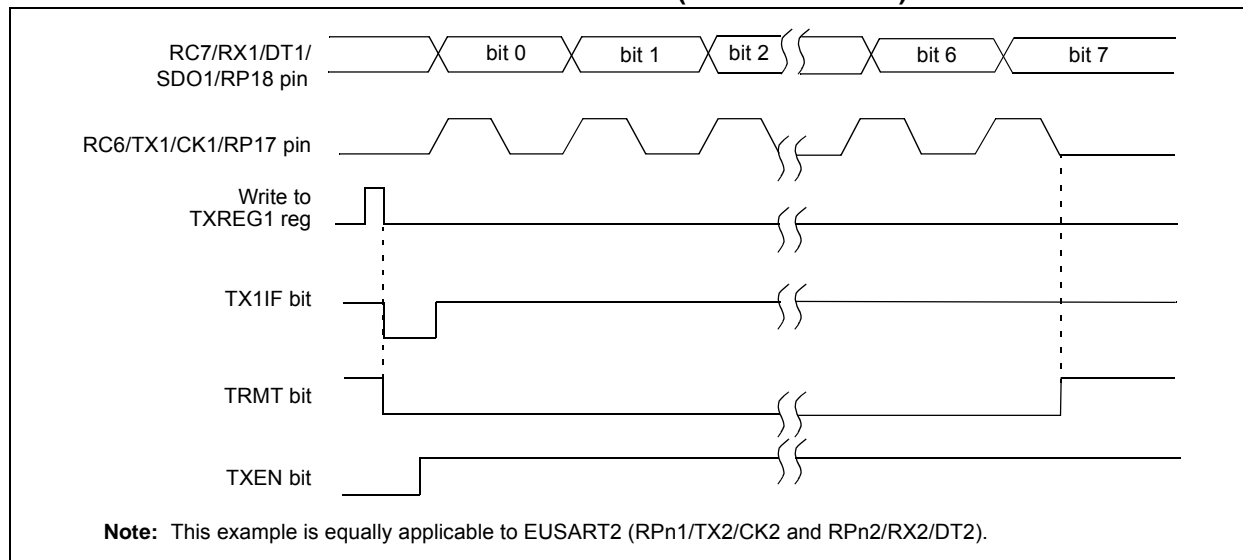 RC7/RX1/DT1/
SDO1/RP18 pin
bit 0
bit 1
bit 2
bit 6
bit 7
RC6/TX1/CK1/RP17 pin
Write to
TXREG1 reg
TX1IF bit
TRMT bit
TXEN bit
Note: This example is equally applicable to EUSART2 (RPn1/TX2/CK2 and RPn2/RX2/DT2).